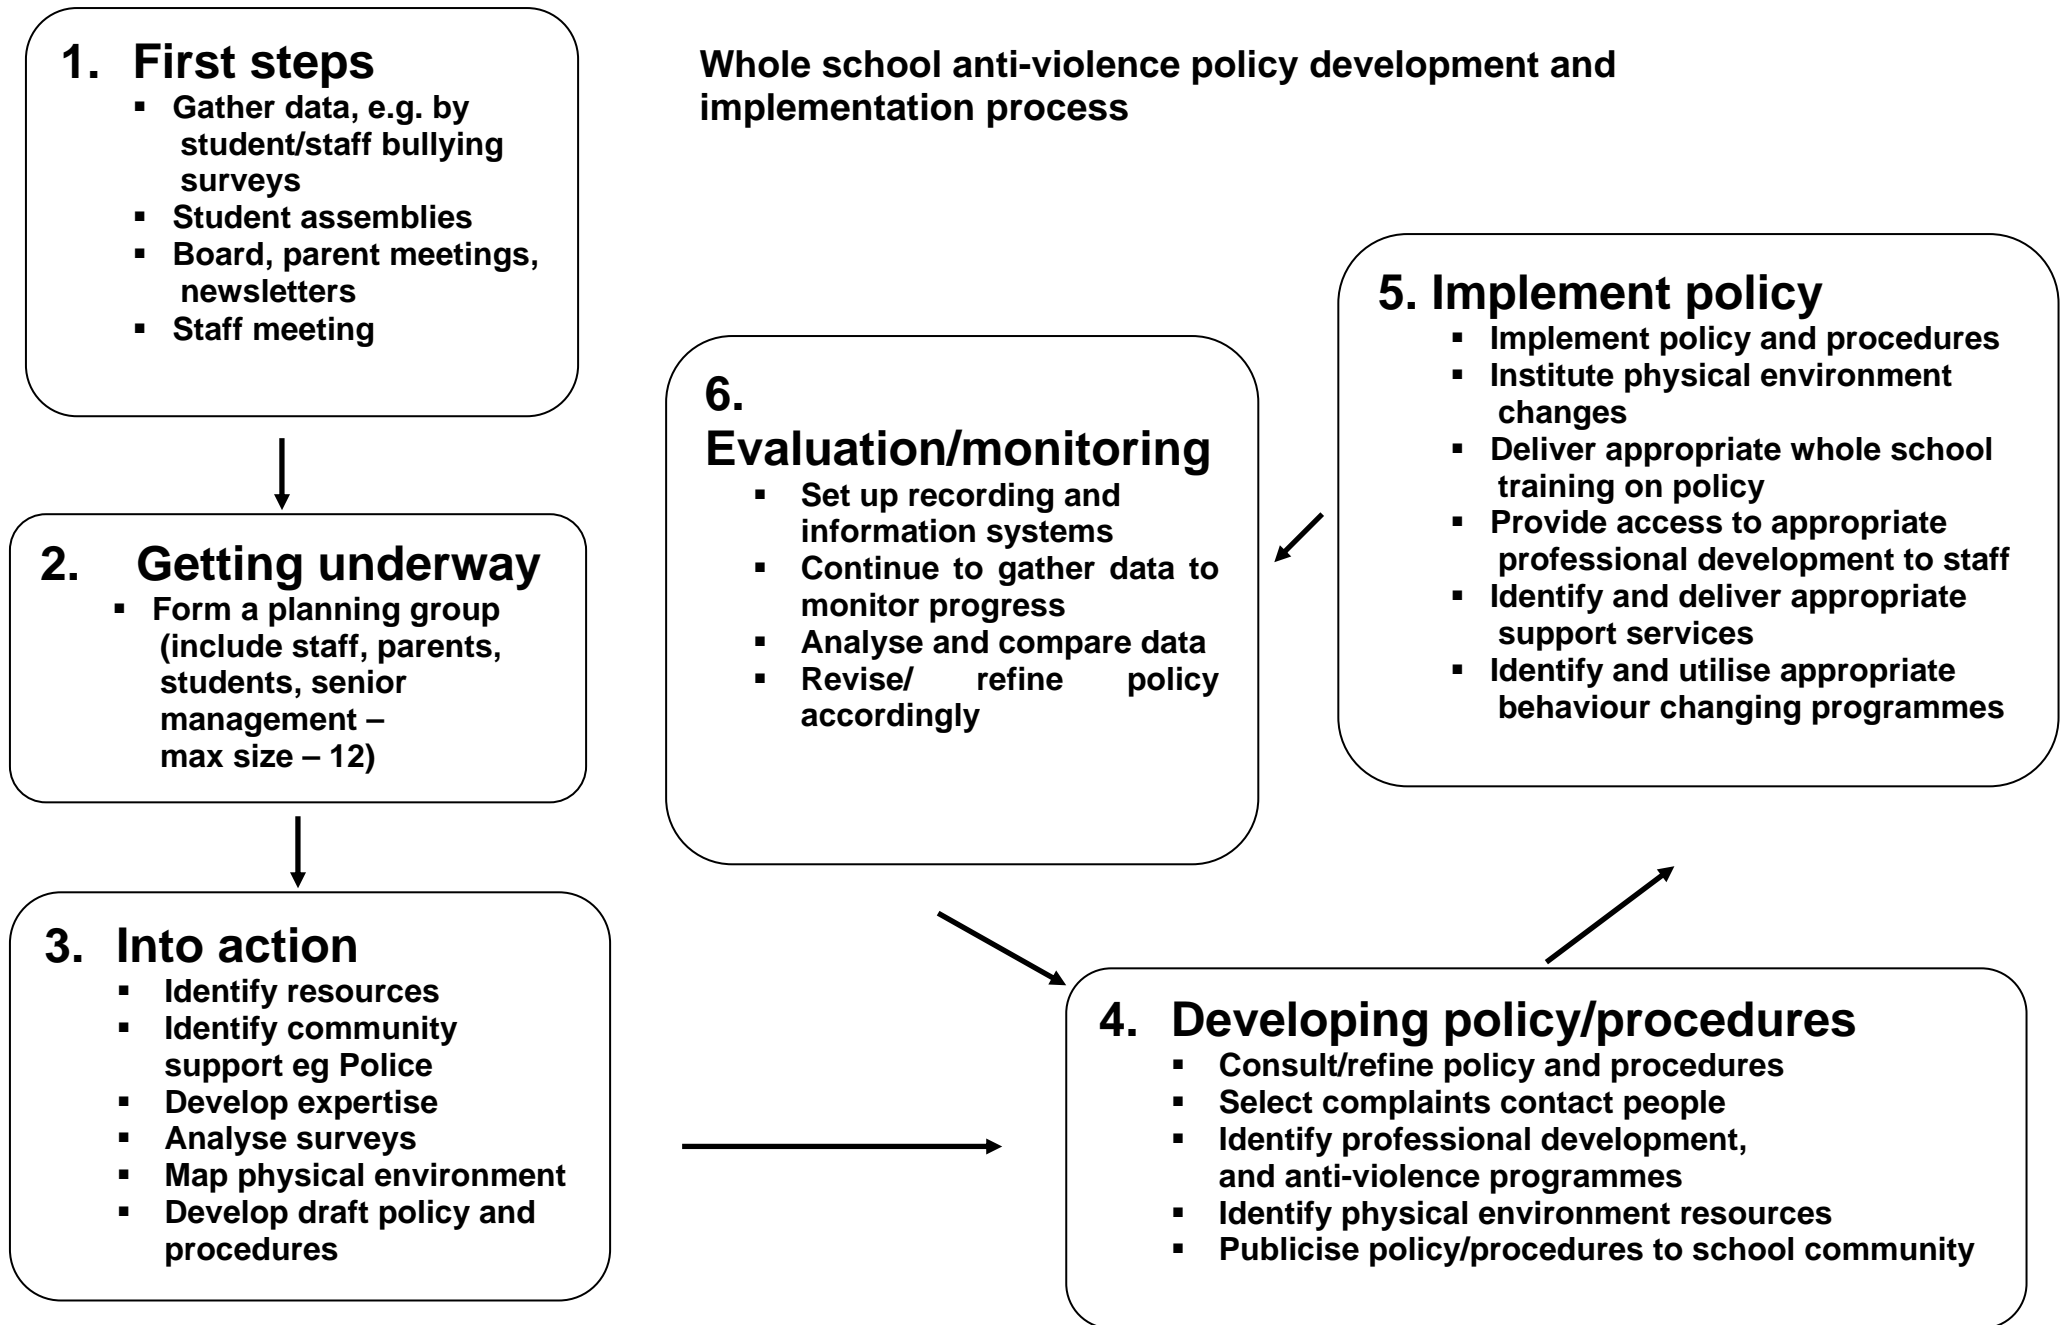 Whole school anti-violence policy development and
implementation process
1. First steps
▪ Gather data, e.g. by
student/staff bullying
surveys
▪ Student assemblies
▪ Board, parent meetings,
newsletters
▪ Staff meeting
2. Getting underway
▪ Form a planning group
(include staff, parents,
students, senior
management –
max size – 12)
3. Into action
▪ Identify resources
▪ Identify community
support eg Police
▪ Develop expertise
▪ Analyse surveys
▪ Map physical environment
▪ Develop draft policy and
procedures
4. Developing policy/procedures
▪ Consult/refine policy and procedures
▪ Select complaints contact people
▪ Identify professional development,
and anti-violence programmes
▪ Identify physical environment resources
▪ Publicise policy/procedures to school community
5. Implement policy
▪ Implement policy and procedures
▪ Institute physical environment
changes
▪ Deliver appropriate whole school
training on policy
▪ Provide access to appropriate
professional development to staff
▪ Identify and deliver appropriate
support services
▪ Identify and utilise appropriate
behaviour changing programmes
6.
Evaluation/monitoring
▪ Set up recording and
information systems
▪ Continue to gather data to
monitor progress
▪ Analyse and compare data
▪ Revise/ refine policy
accordingly